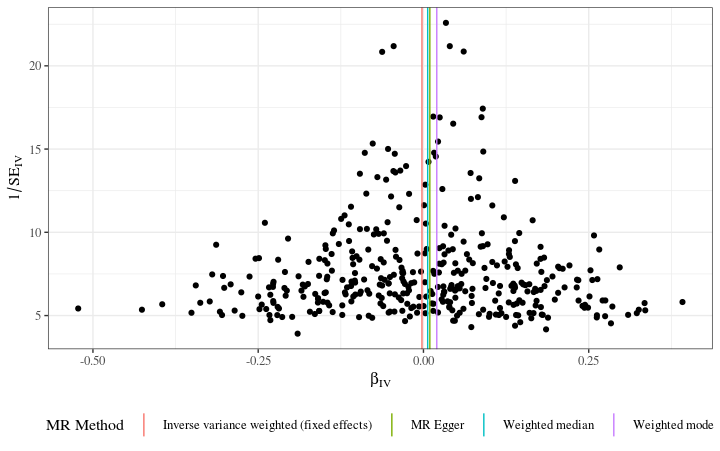 20
15
10
5
1/SE_IV
-0.50
-0.25
0.00
0.25
β_IV
MR Method
Inverse variance weighted (fixed effects)
MR Egger
Weighted median
Weighted mode